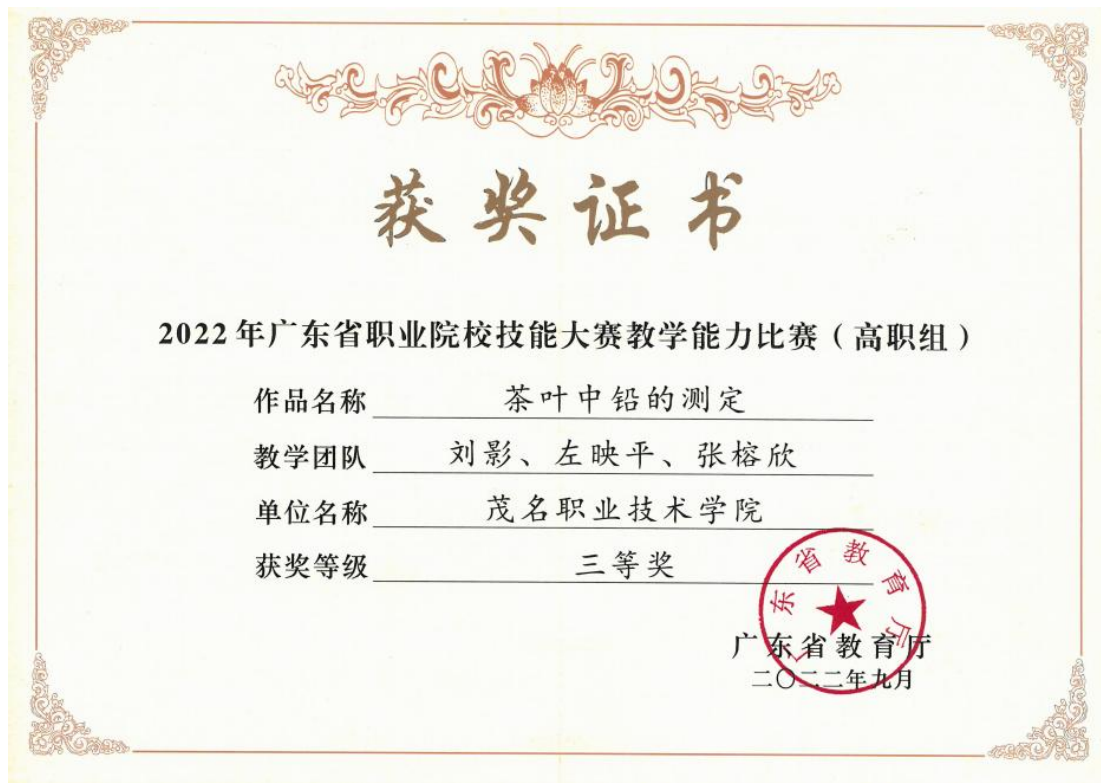 获奖证书
2022年广东省职业院校技能大赛教学能力比赛(高职组)
作品名称 茶叶中铅的测定
教学团队 刘影、左映平、张榕欣
单位名称 茂名职业技术学院
获奖等级 三等奖
广东省教育厅
广东省教育厅
二〇二二年九月